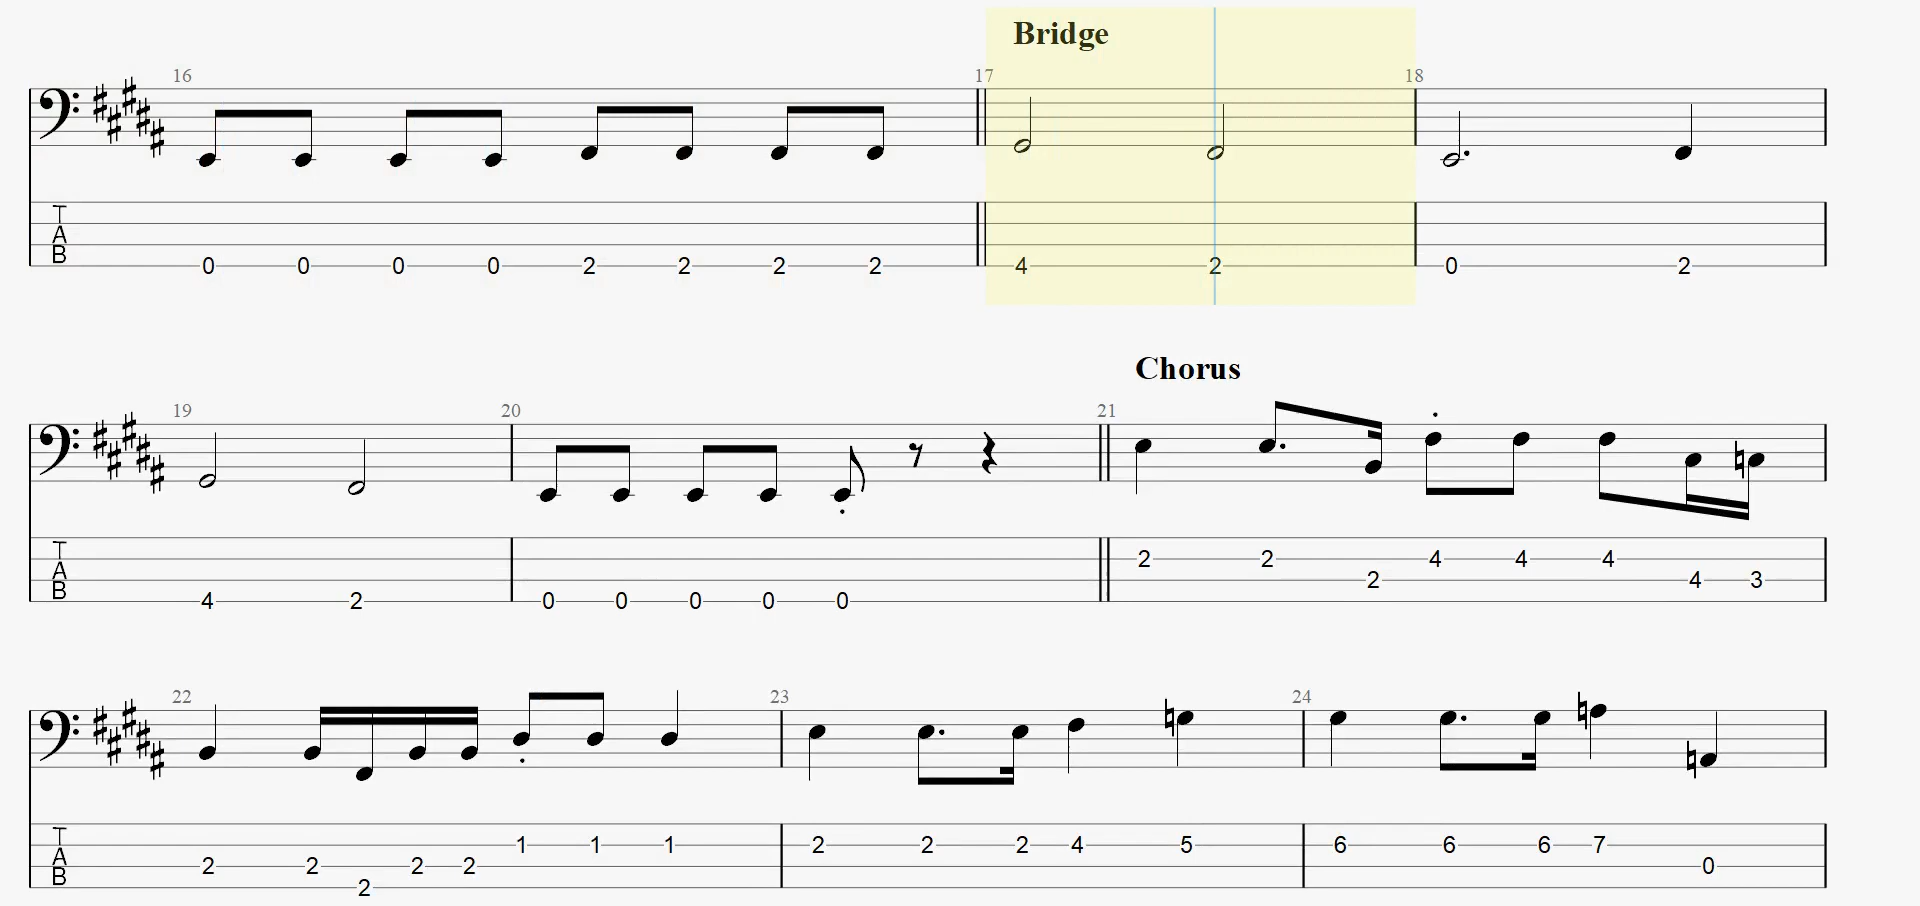 Bridge
16 17 18
T
A
B
0 0 0 0 2 2 2 2 4 2 0 2
Chorus
19 20 21
T
A
B
2 2 4 4 4
2 4 3
4 2 0 0 0 0 0
22 23 24
T
A
B
1 1 1 2 2 2 4 5 6 6 6 7
2 2 2 2 0
2